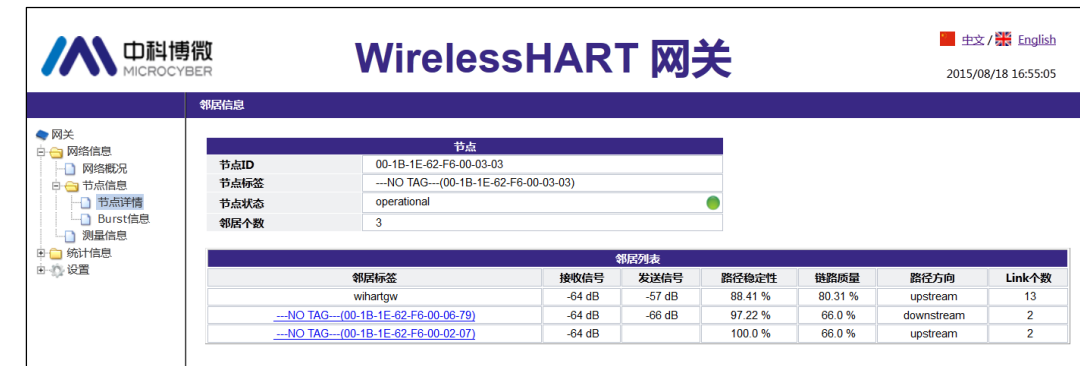 中科博微
MICROCYBER
WirelessHART 网关
中文 / English
2015/08/18 16:55:05
邻居信息
网关
网络信息
网络概况
节点信息
节点详情
Burst信息
测量信息
统计信息
设置
节点
节点ID 00-1B-1E-62-F6-00-03-03
节点标签 ---NO TAG---(00-1B-1E-62-F6-00-03-03)
节点状态 operational
邻居个数 3
邻居列表
邻居标签 接收信号 发送信号 路径稳定性 链路质量 路径方向 Link个数
wihartgw -64 dB -57 dB 88.41 % 80.31 % upstream 13
---NO TAG---(00-1B-1E-62-F6-00-06-79) -64 dB -66 dB 97.22 % 66.0 % downstream 2
---NO TAG---(00-1B-1E-62-F6-00-02-07) -64 dB 100.0 % 66.0 % upstream 2